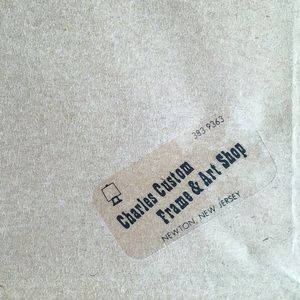 383-9363
Charles Custom
Frame & Art Shop
NEWTON, NEW JERSEY